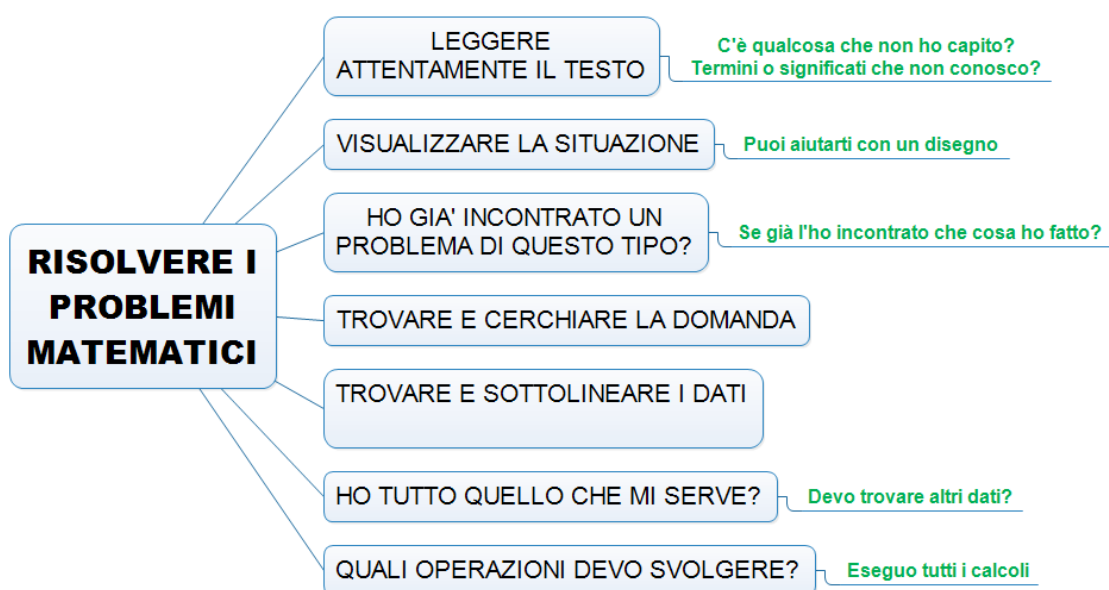 RISOLVERE I
PROBLEMI
MATEMATICI
LEGGERE
ATTENTAMENTE IL TESTO
C'è qualcosa che non ho capito?
Termini o significati che non conosco?
VISUALIZZARE LA SITUAZIONE
Puoi aiutarti con un disegno
HO GIA' INCONTRATO UN
PROBLEMA DI QUESTO TIPO?
Se già l'ho incontrato che cosa ho fatto?
TROVARE E CERCHIARE LA DOMANDA
TROVARE E SOTTOLINEARE I DATI
HO TUTTO QUELLO CHE MI SERVE?
Devo trovare altri dati?
QUALI OPERAZIONI DEVO SVOLGERE?
Eseguo tutti i calcoli